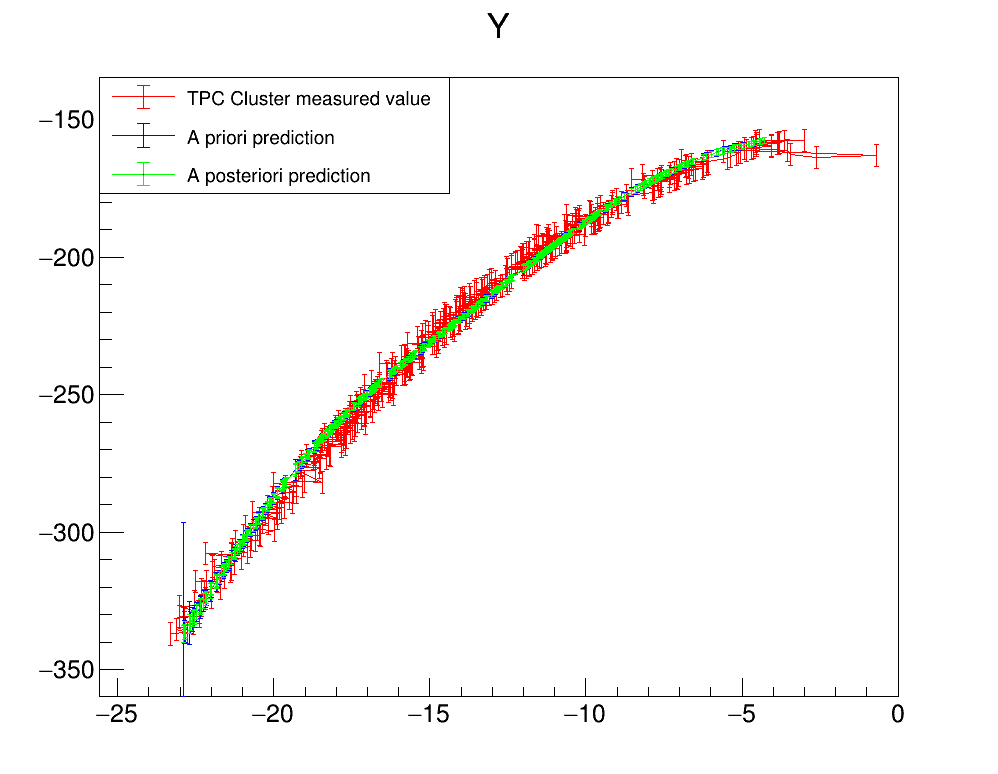 Y
TPC Cluster measured value
A priori prediction
A posteriori prediction
−150
−200
−250
−300
−350
−25 −20 −15 −10 −5 0